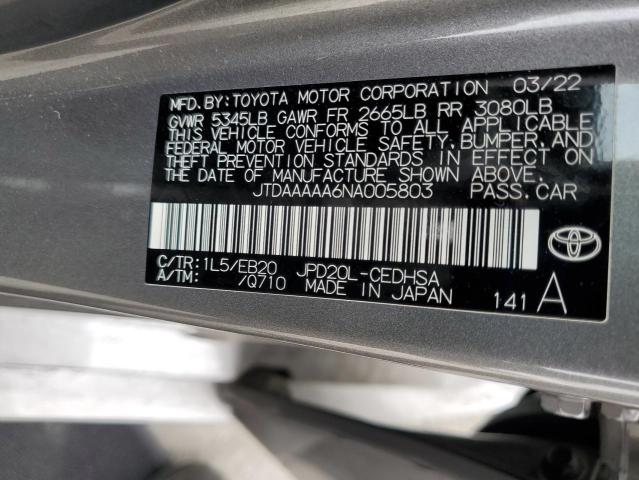 MFD. BY: TOYOTA MOTOR CORPORATION 03/22
GVWR 5345LB GAWR FR 2665LB RR 3080LB
THIS VEHICLE CONFORMS TO ALL APPLICABLE
FEDERAL MOTOR VEHICLE SAFETY, BUMPER, AND
THEFT PREVENTION STANDARDS IN EFFECT ON
THE DATE OF MANUFACTURE SHOWN ABOVE.
JTDAAAAA6NA005803 PASS. CAR
C/TR: 1L5/EB20 JPD20L-CEDHSA
A/TM: /Q710 MADE IN JAPAN
141 A